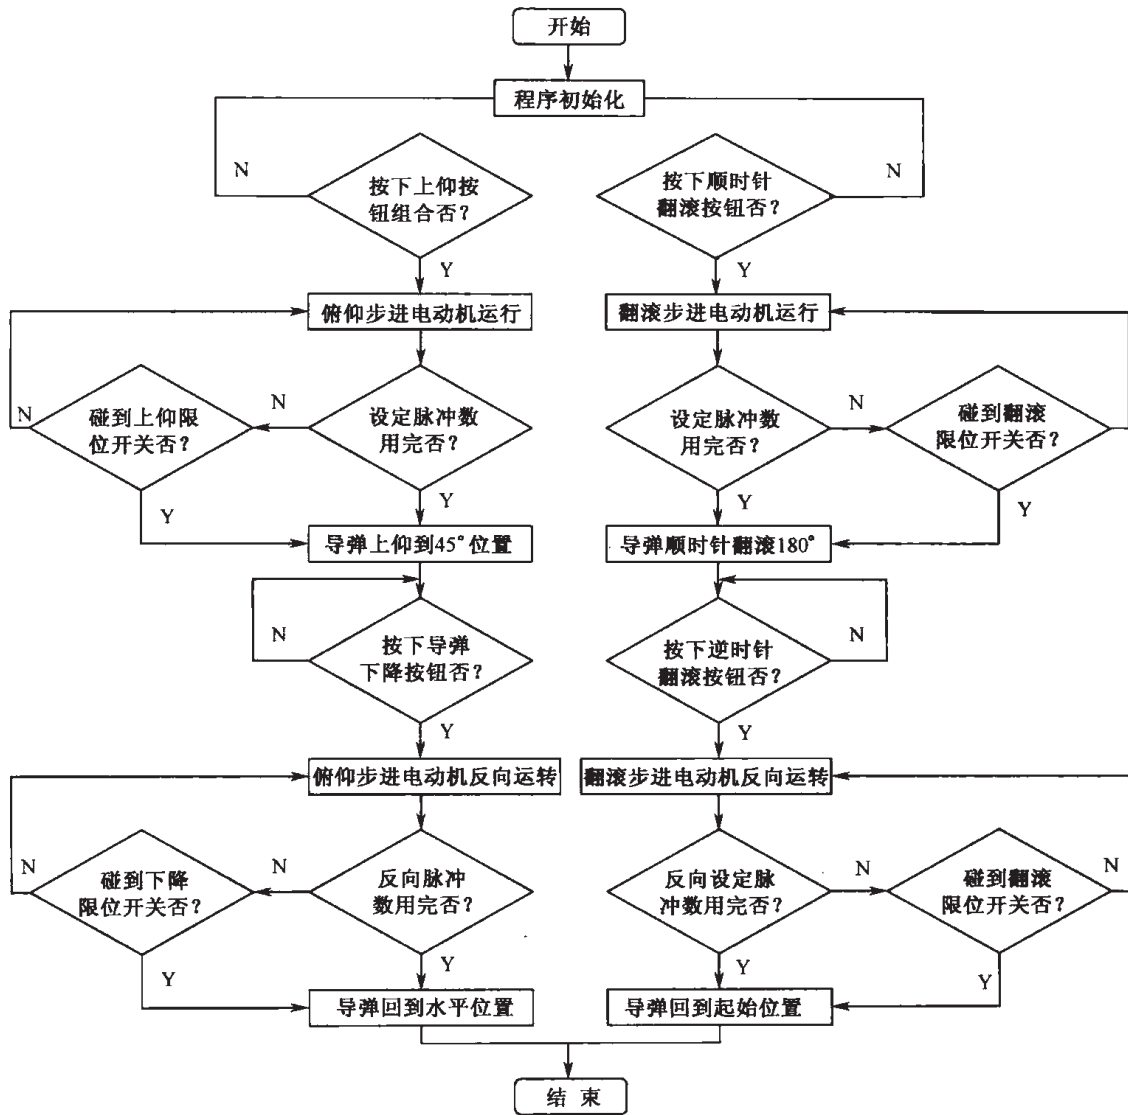 开始
程序初始化
N
按下上仰按
钮组合否？
Y
按下顺时针
翻滚按钮否？
N
Y
俯仰步进电动机运行
翻滚步进电动机运行
N
碰到上仰限
位开关否？
N
设定脉冲数
用完否？
设定脉冲数
用完否？
N
碰到翻滚
限位开关否？
Y
Y
Y
Y
导弹上仰到45°位置
导弹顺时针翻滚180°
N
按下导弹
下降按钮否？
按下逆时针
翻滚按钮否？
N
Y
Y
俯仰步进电动机反向运转
翻滚步进电动机反向运转
N
碰到下降
限位开关否？
N
反向脉冲
数用完否？
反向设定脉
冲数用完否？
N
碰到翻滚
限位开关否？
N
Y
Y
Y
Y
导弹回到水平位置
导弹回到起始位置
结 束